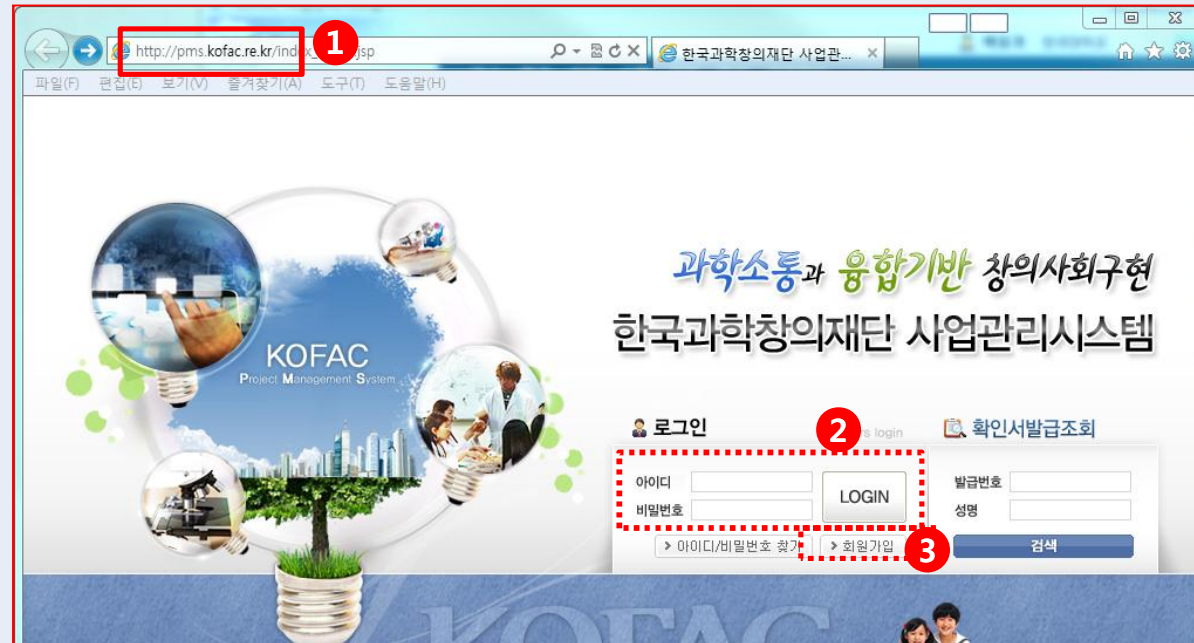 http://pms.kofac.re.kr/index_ jsp
1
한국과학창의재단 사업관...
파일(F) 편집(E) 보기(V) 즐겨찾기(A) 도구(T) 도움말(H)
과학소통과 융합기반 창의사회구현
한국과학창의재단 사업관리시스템
KOFAC
Project Management System
로그인
2
login
확인서발급조회
아이디
LOGIN
발급번호
비밀번호
성명
아이디/비밀번호 찾기
회원가입
3
검색
KOFAC